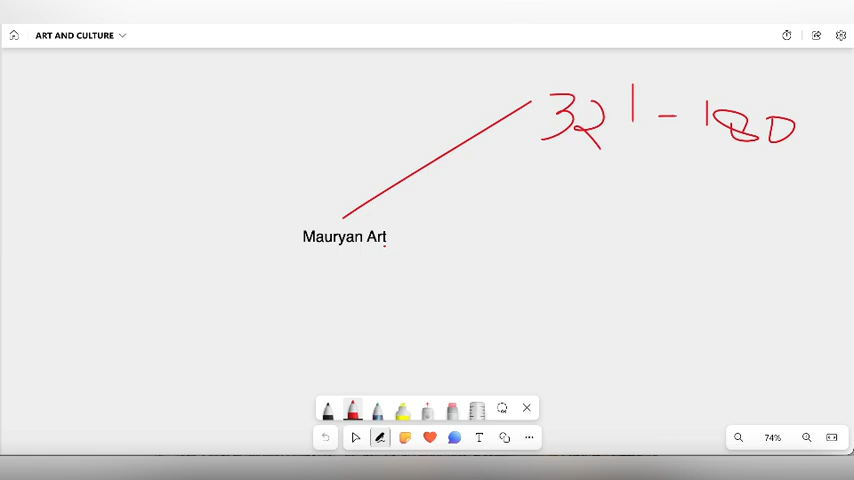 ART AND CULTURE
321 - 180
Mauryan Art
T
74%